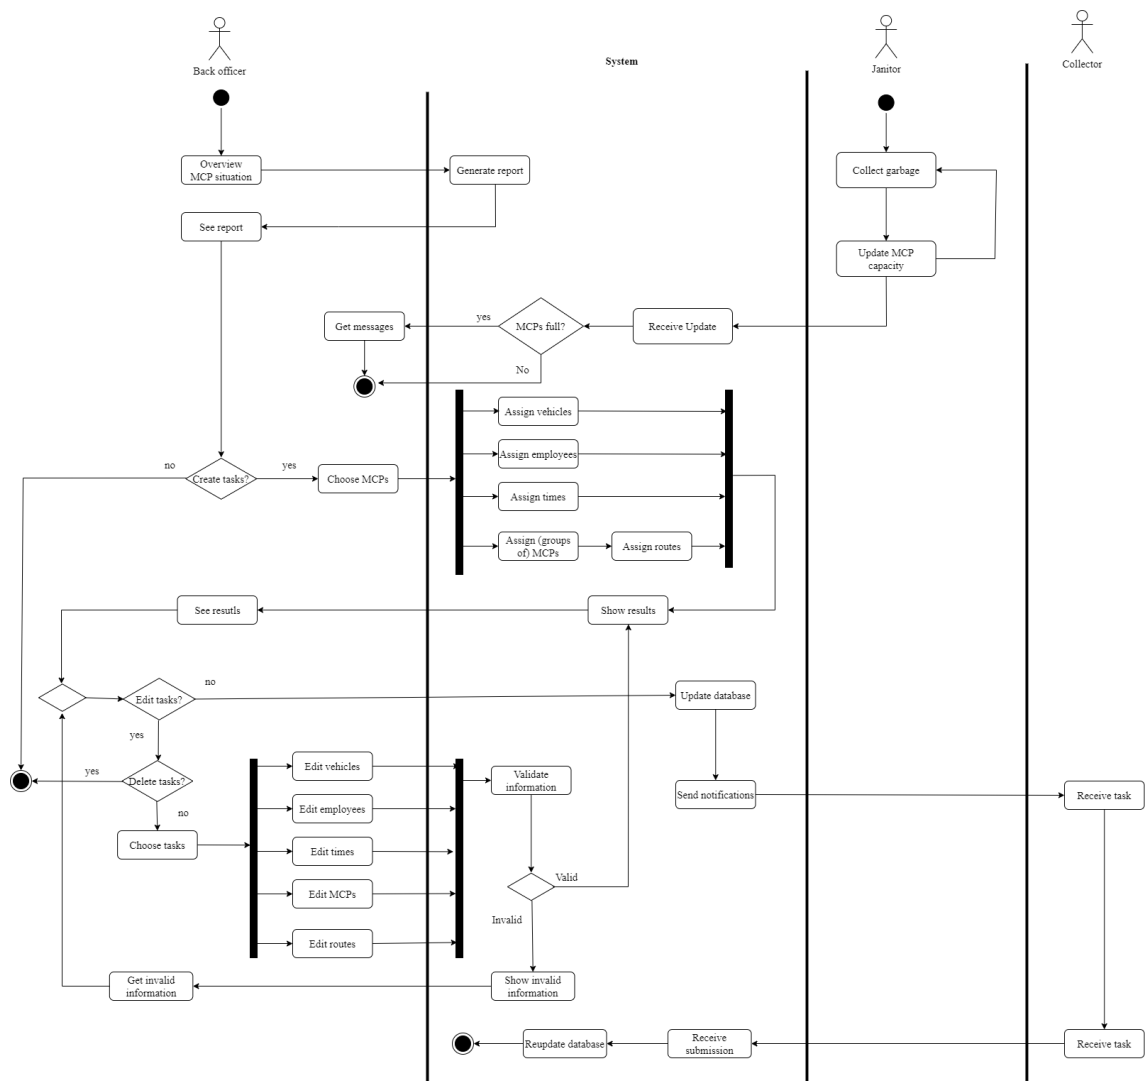 System
Back officer
Janitor
Collector
Overview
MCP situation
Generate report
Collect garbage
See report
Update MCP
capacity
Get messages
yes
MCPs full?
Receive Update
No
Assign vehicles
Assign employees
no
Create tasks?
yes
Choose MCPs
Assign times
Assign (groups
of) MCPs
Assign routes
See resutls
Show results
Edit tasks?
no
Update database
yes
yes
Delete tasks?
Edit vehicles
Validate
information
Send notifications
Receive task
no
Edit employees
Choose tasks
Edit times
Valid
Edit MCPs
Invalid
Edit routes
Get invalid
information
Show invalid
information
Reupdate database
Receive
submission
Receive task